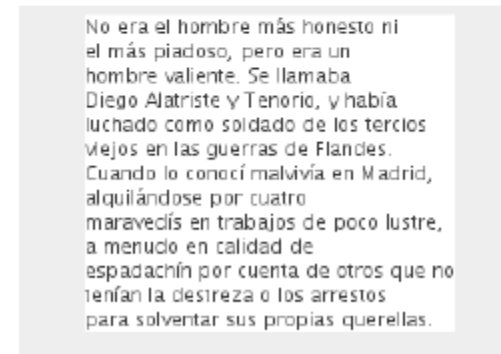 No era el hombre más honesto ni
el más piadoso, pero era un
hombre valiente. Se llamaba
Diego Alatriste y Tenorio, y había
luchado como soldado de los tercios
viejos en las guerras de Flandes.
Cuando lo conocí malvivía en Madrid,
alquilándose por cuatro
maravedís en trabajos de poco lustre,
a menudo en calidad de
espadachín por cuenta de otros que no
tenían la destreza o los arrestos
para solventar sus propias querellas.